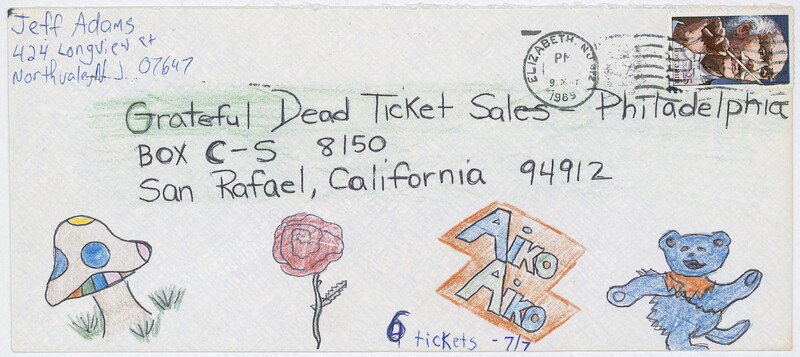 Jeff Adams
424 Longview st
Northvale N.J. 07647
ELIZABETH, NJ
PM
1989
Grateful Dead Ticket Sales - Philadelphia
BOX C-S 8150
San Rafael, California 94912
Aiko
Aiko
6 tickets - 7/7